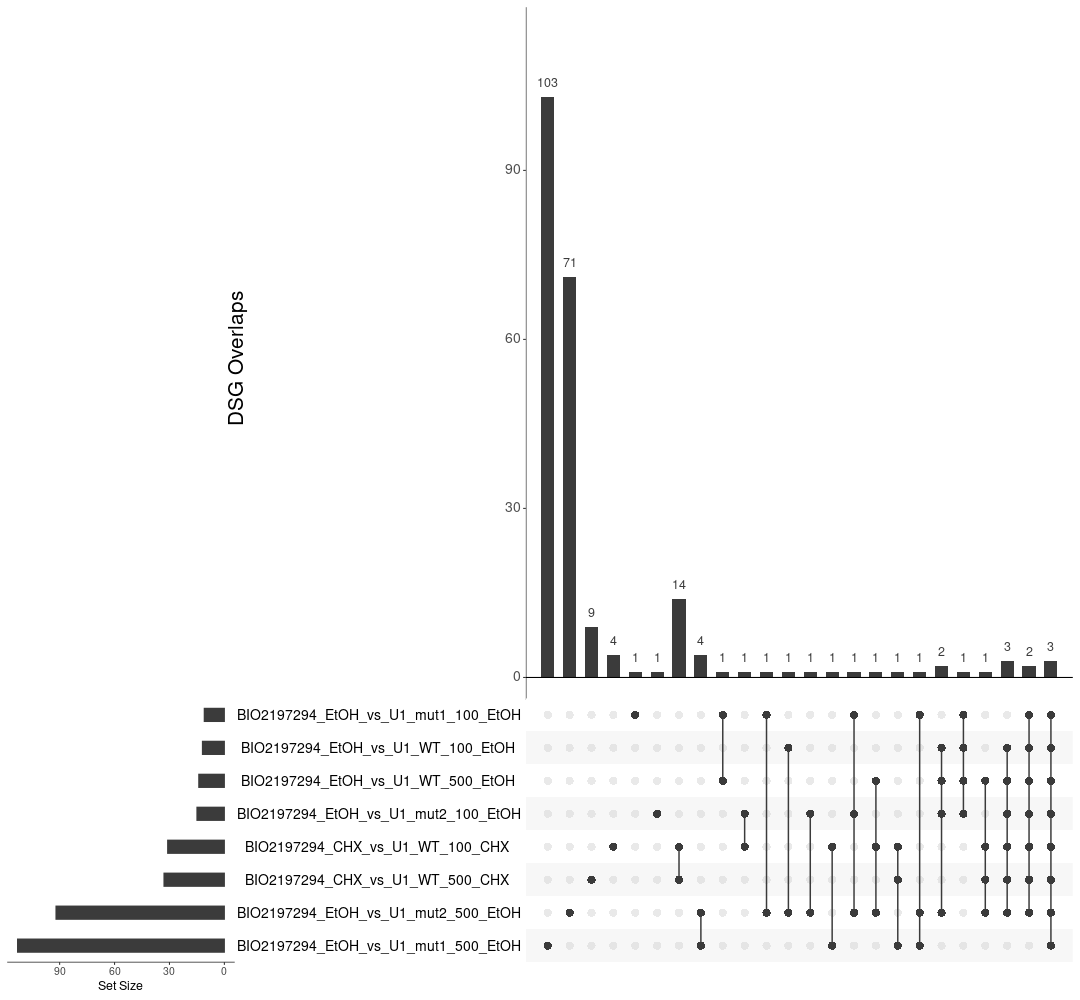 103
90
71
60
DSG Overlaps
30
14
9
4 1 1 4 1 1 1 1 1 1 1 1 1 1 2 1 1 3 2 3
0
BIO2197294_EtOH_vs_U1_mut1_100_EtOH
BIO2197294_EtOH_vs_U1_WT_100_EtOH
BIO2197294_EtOH_vs_U1_WT_500_EtOH
BIO2197294_EtOH_vs_U1_mut2_100_EtOH
BIO2197294_CHX_vs_U1_WT_100_CHX
BIO2197294_CHX_vs_U1_WT_500_CHX
BIO2197294_EtOH_vs_U1_mut2_500_EtOH
BIO2197294_EtOH_vs_U1_mut1_500_EtOH
90 60 30 0
Set Size